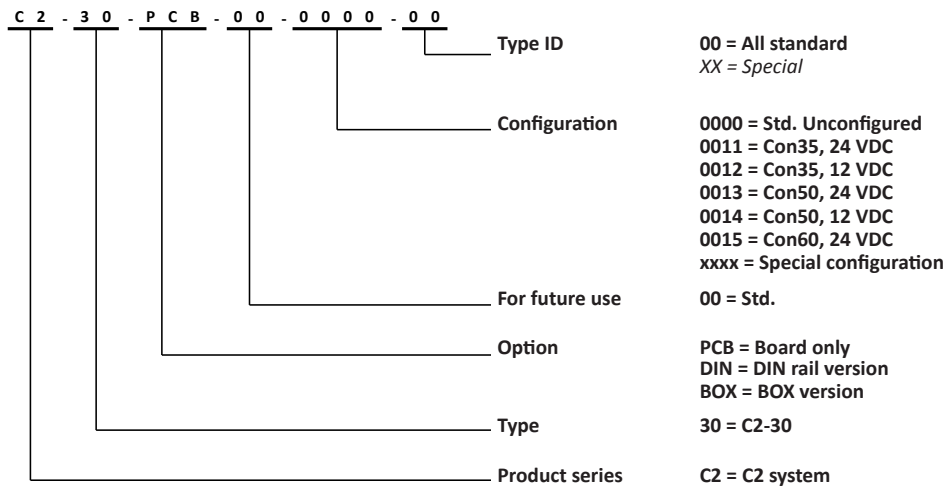 C2-30-PCB-00-0000-00
Type ID 00 = All standard
XX = Special
Configuration 0000 = Std. Unconfigured
0011 = Con35, 24 VDC
0012 = Con35, 12 VDC
0013 = Con50, 24 VDC
0014 = Con50, 12 VDC
0015 = Con60, 24 VDC
xxxx = Special configuration
For future use 00 = Std.
Option PCB = Board only
DIN = DIN rail version
BOX = BOX version
Type 30 = C2-30
Product series C2 = C2 system